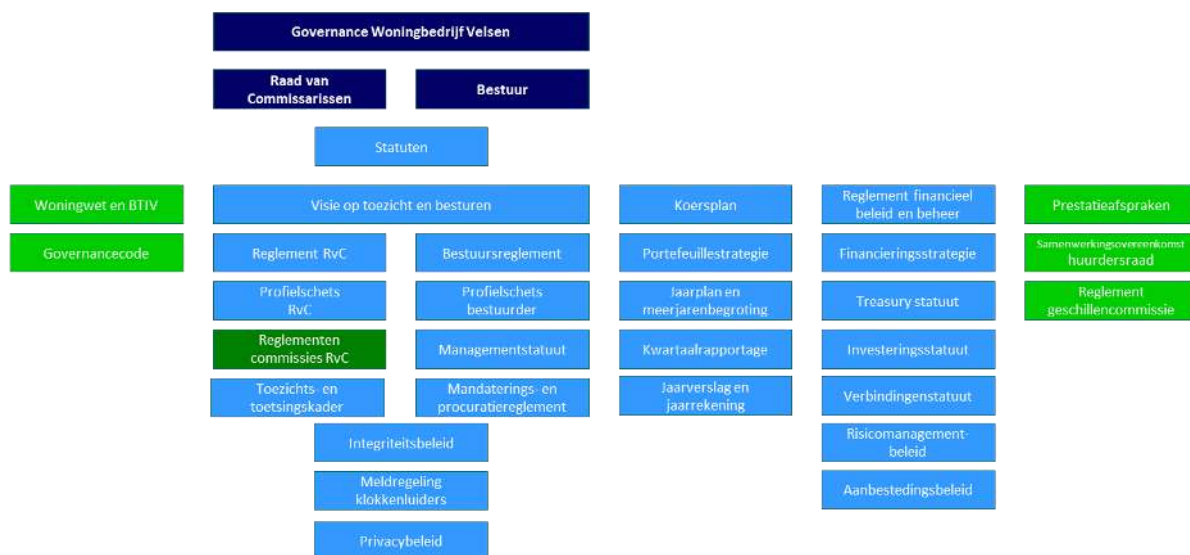 Governance Woningbedrijf Velsen
Raad van
Commissarissen
Bestuur
Statuten
Woningwet en BTIV
Visie op toezicht en besturen
Koersplan
Reglement financieel
beleid en beheer
Prestatieafspraken
Governancecode
Reglement RvC
Bestuursreglement
Portefeuillestrategie
Financieringsstrategie
Samenwerkingsovereenkomst
huurdersraad
Profielschets
RvC
Profielschets
bestuurder
Jaarplan en
meerjarenbegroting
Treasury statuut
Reglement
geschillencommissie
Reglementen
commissies RvC
Managementstatuut
Kwartaalrapportage
Investeringsstatuut
Toezichts- en
toetsingskader
Mandaterings- en
procuratiereglement
Jaarverslag en
jaarrekening
Verbindingenstatuut
Integriteitsbeleid
Risicomanagement-
beleid
Meldregeling
klokkenluiders
Aanbestedingsbeleid
Privacybeleid